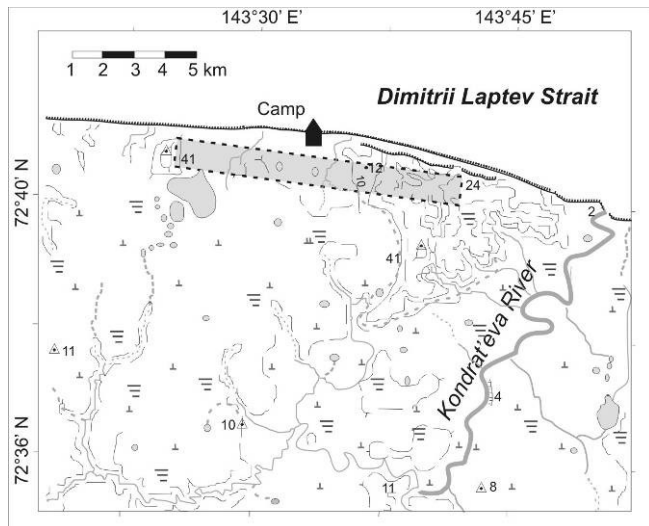 143°30’ E’
143°45’ E’
1 2 3 4 5 km
Dimitrii Laptev Strait
Camp
41
12
10
24
2
72°40’ N
41
Kondrat’eva River
11
4
10
72°36’ N
11
8